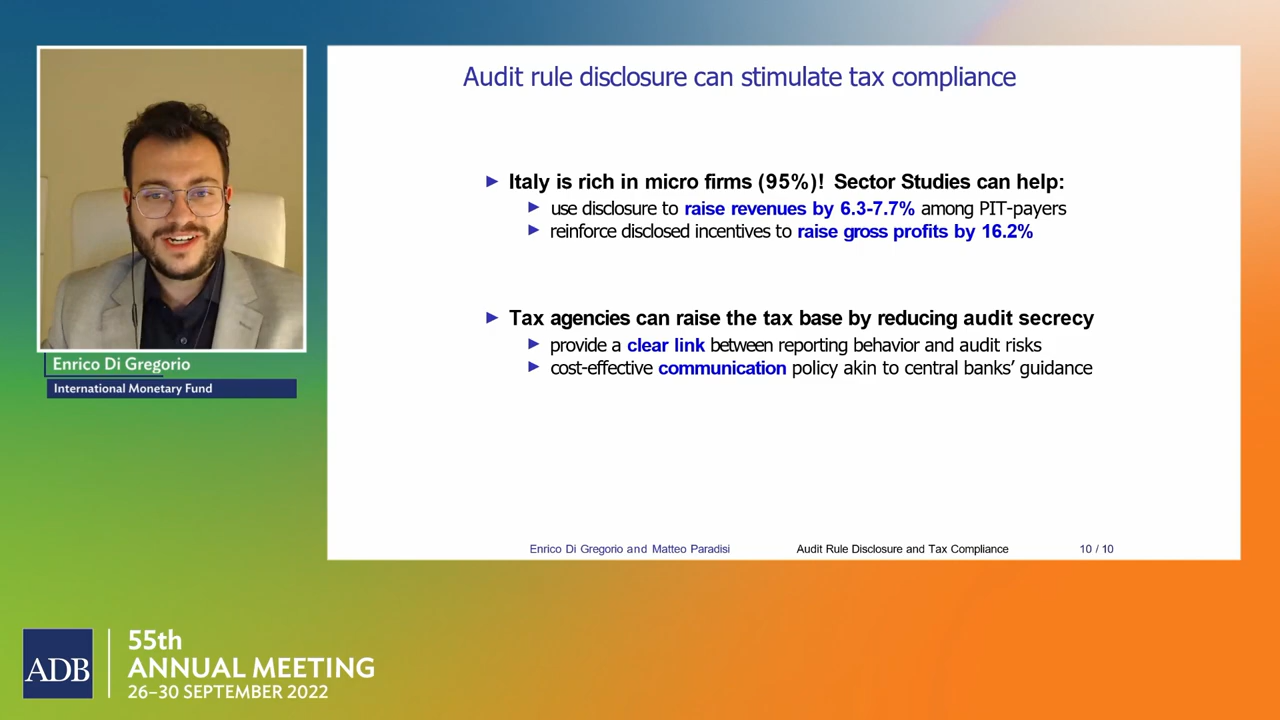 Audit rule disclosure can stimulate tax compliance
Italy is rich in micro firms (95%)! Sector Studies can help:
use disclosure to raise revenues by 6.3-7.7% among PIT-payers
reinforce disclosed incentives to raise gross profits by 16.2%
Tax agencies can raise the tax base by reducing audit secrecy
provide a clear link between reporting behavior and audit risks
cost-effective communication policy akin to central banks’ guidance
Enrico Di Gregorio and Matteo Paradisi Audit Rule Disclosure and Tax Compliance 10 / 10
Enrico Di Gregorio
International Monetary Fund
ADB
55th
ANNUAL MEETING
26–30 SEPTEMBER 2022